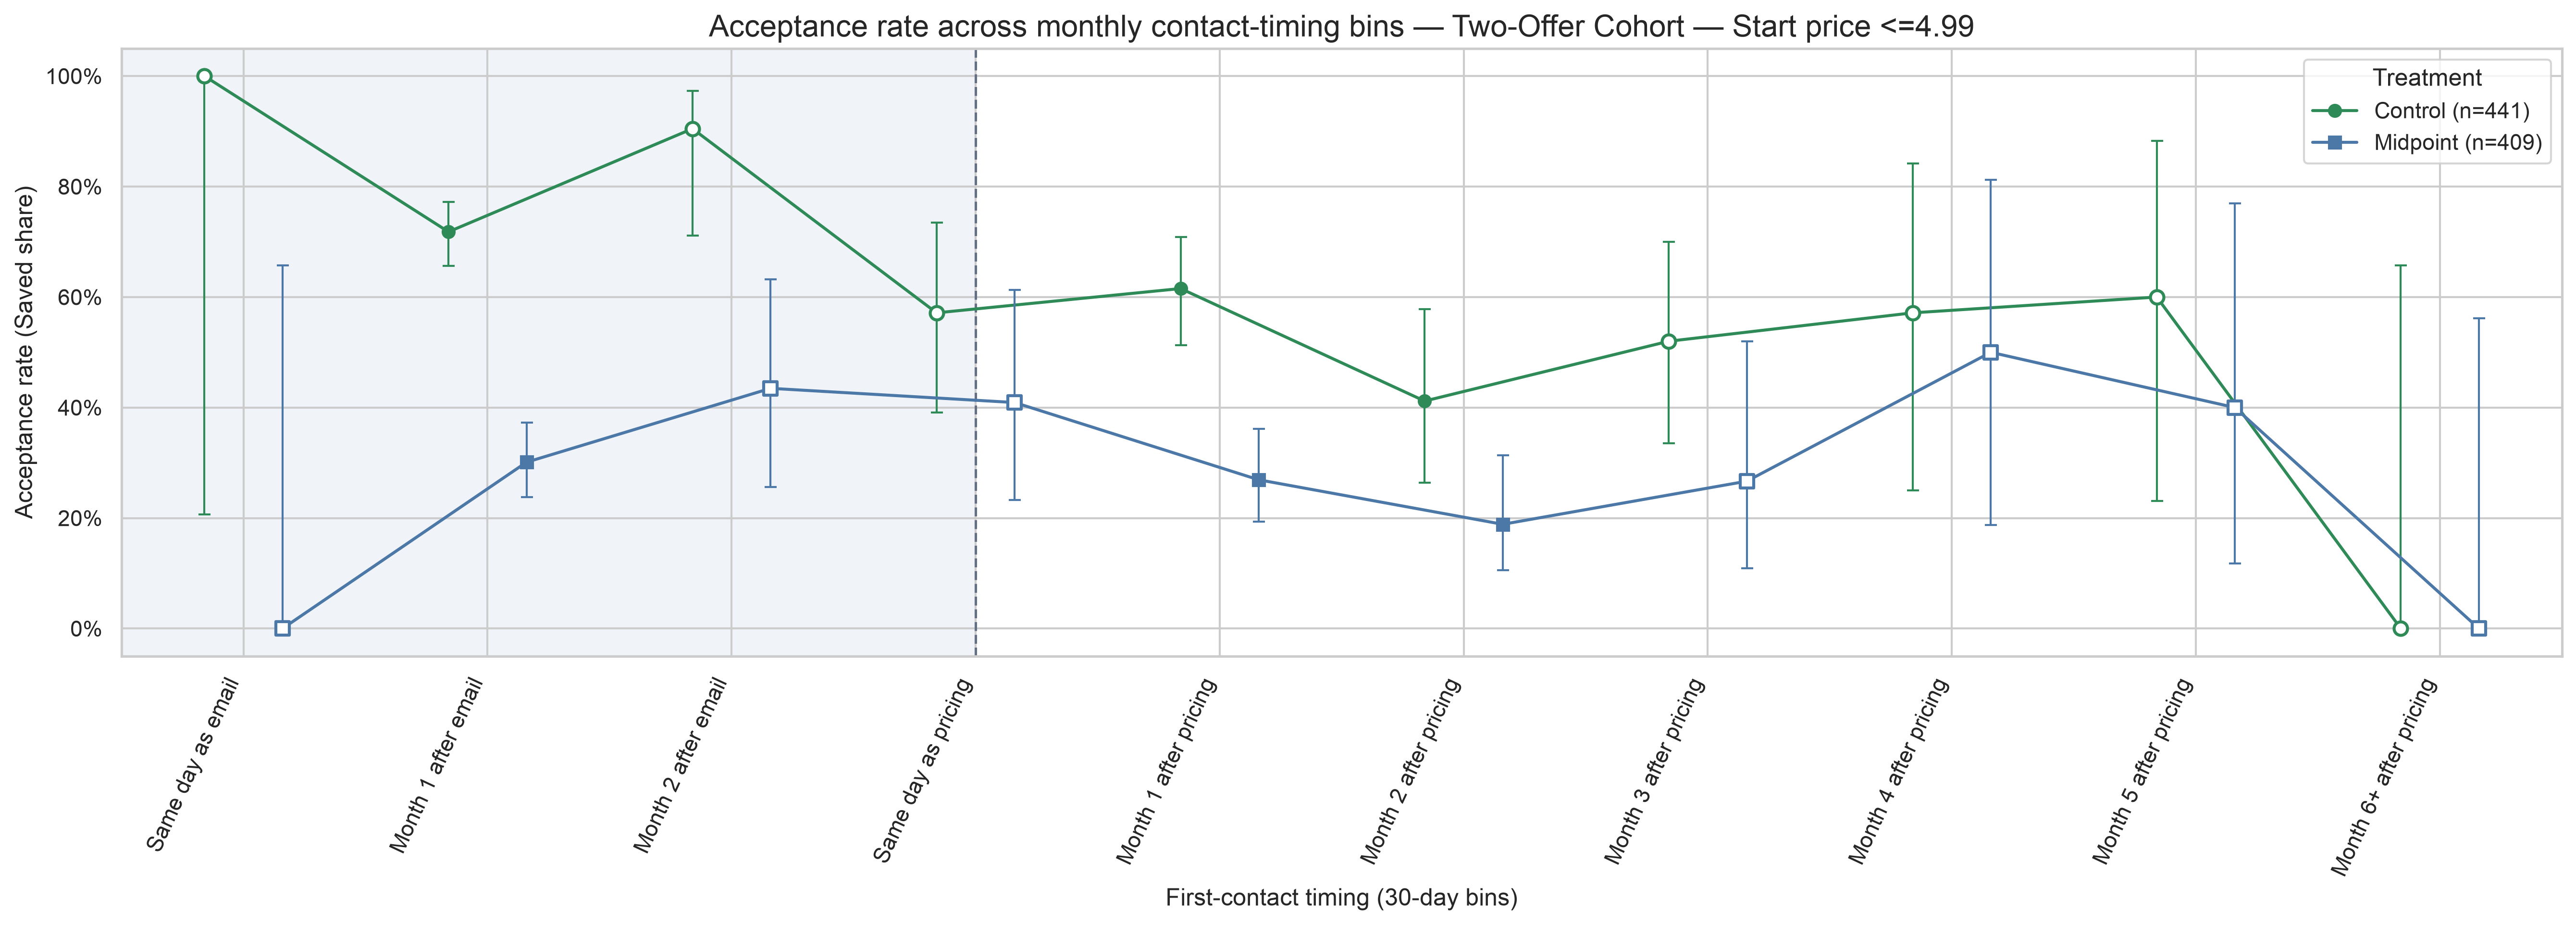 Acceptance rate across monthly contact-timing bins — Two-Offer Cohort — Start price <=4.99
Treatment
Control (n=441)
Midpoint (n=409)
Acceptance rate (Saved share)
100%
80%
60%
40%
20%
0%
Same day as email
Month 1 after email
Month 2 after email
Same day as pricing
Month 1 after pricing
Month 2 after pricing
Month 3 after pricing
Month 4 after pricing
Month 5 after pricing
Month 6+ after pricing
First-contact timing (30-day bins)